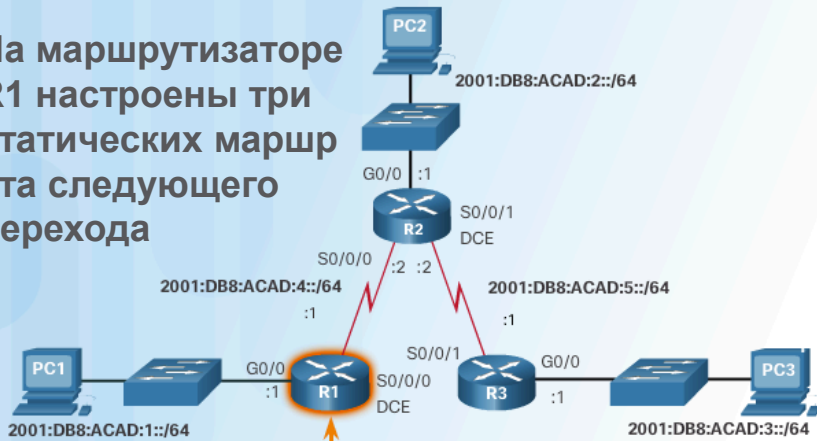 На маршрутизаторе
R1 настроены три
статических маршр
та следующего
перехода
PC2
2001:DB8:ACAD:2::/64
G0/0 :1
R2
S0/0/1
DCE
S0/0/0
:2 :2
2001:DB8:ACAD:4::/64
2001:DB8:ACAD:5::/64
:1
:1
PC1
G0/0
:1
R1
S0/0/0
DCE
S0/0/1
R3
G0/0
:1
PC3
2001:DB8:ACAD:1::/64
2001:DB8:ACAD:3::/64